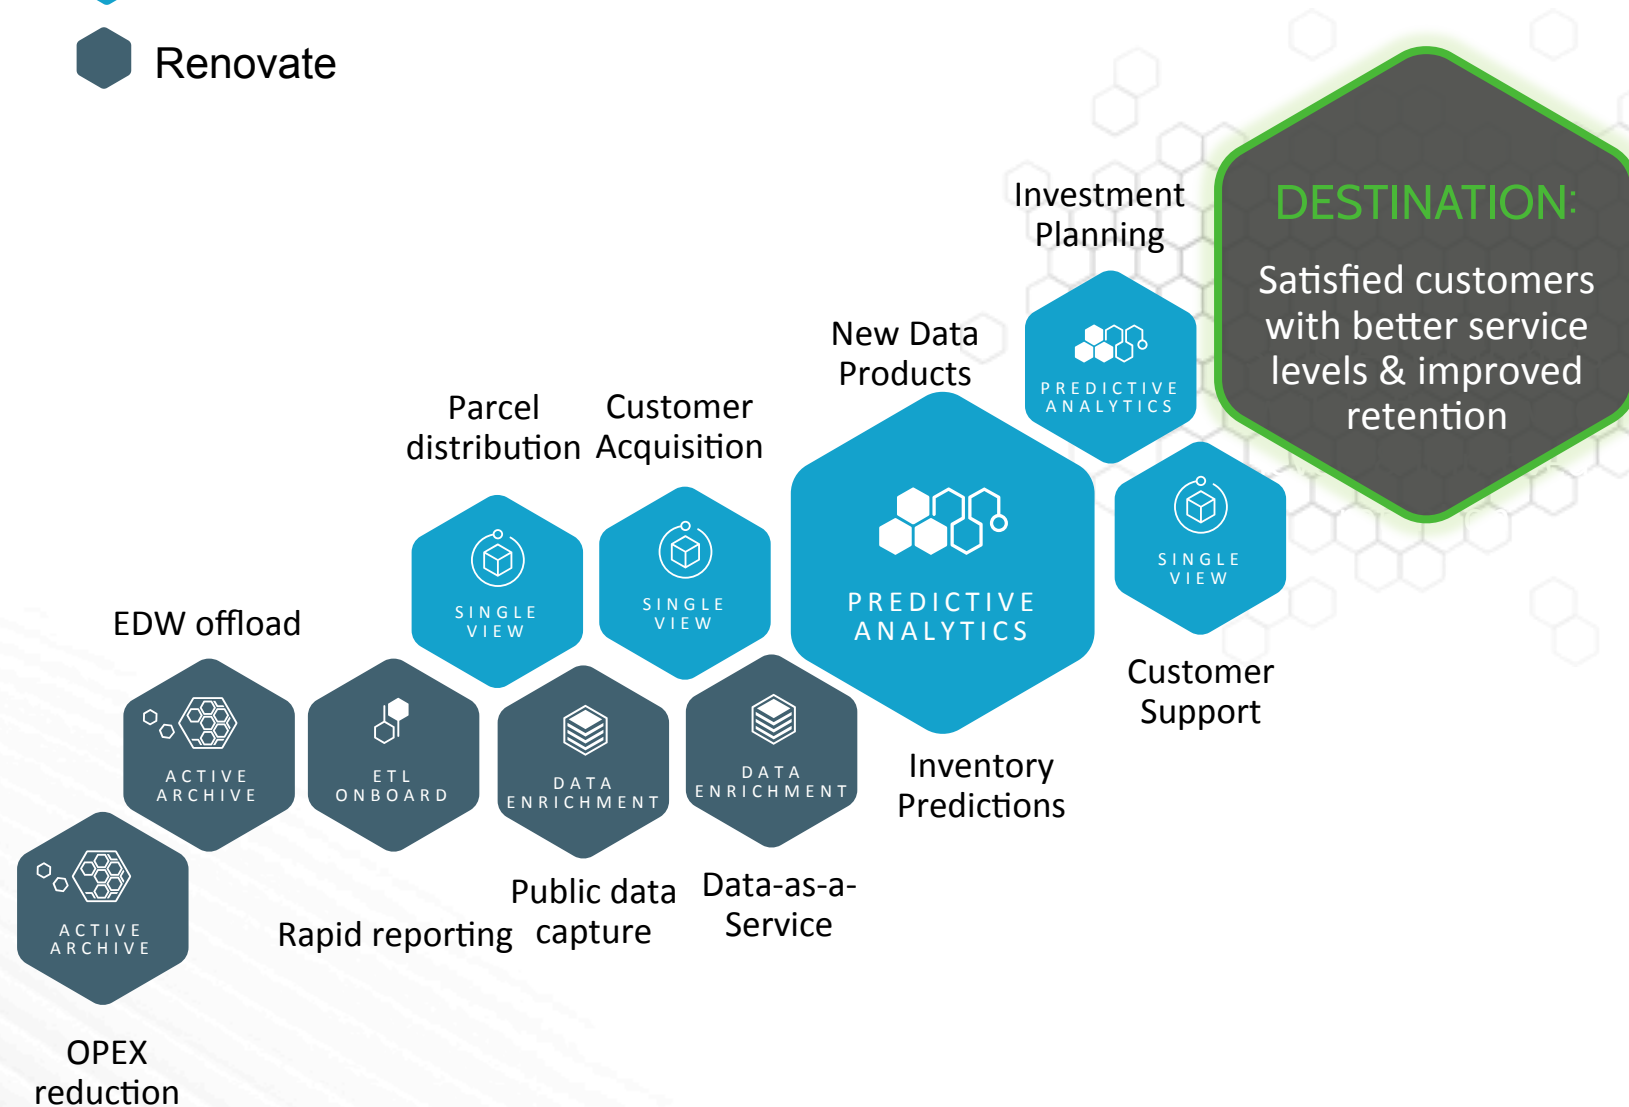 Renovate
DESTINATION:
Satisfied customers
with better service
levels & improved
retention
Investment
Planning
PREDICTIVE
ANALYTICS
New Data
Products
PREDICTIVE
ANALYTICS
Inventory
Predictions
SINGLE
VIEW
Customer
Support
Parcel
distribution
SINGLE
VIEW
Customer
Acquisition
SINGLE
VIEW
EDW offload
ACTIVE
ARCHIVE
ETL
ONBOARD
Rapid reporting
DATA
ENRICHMENT
Public data
capture
DATA
ENRICHMENT
Data-as-a-
Service
ACTIVE
ARCHIVE
OPEX
reduction